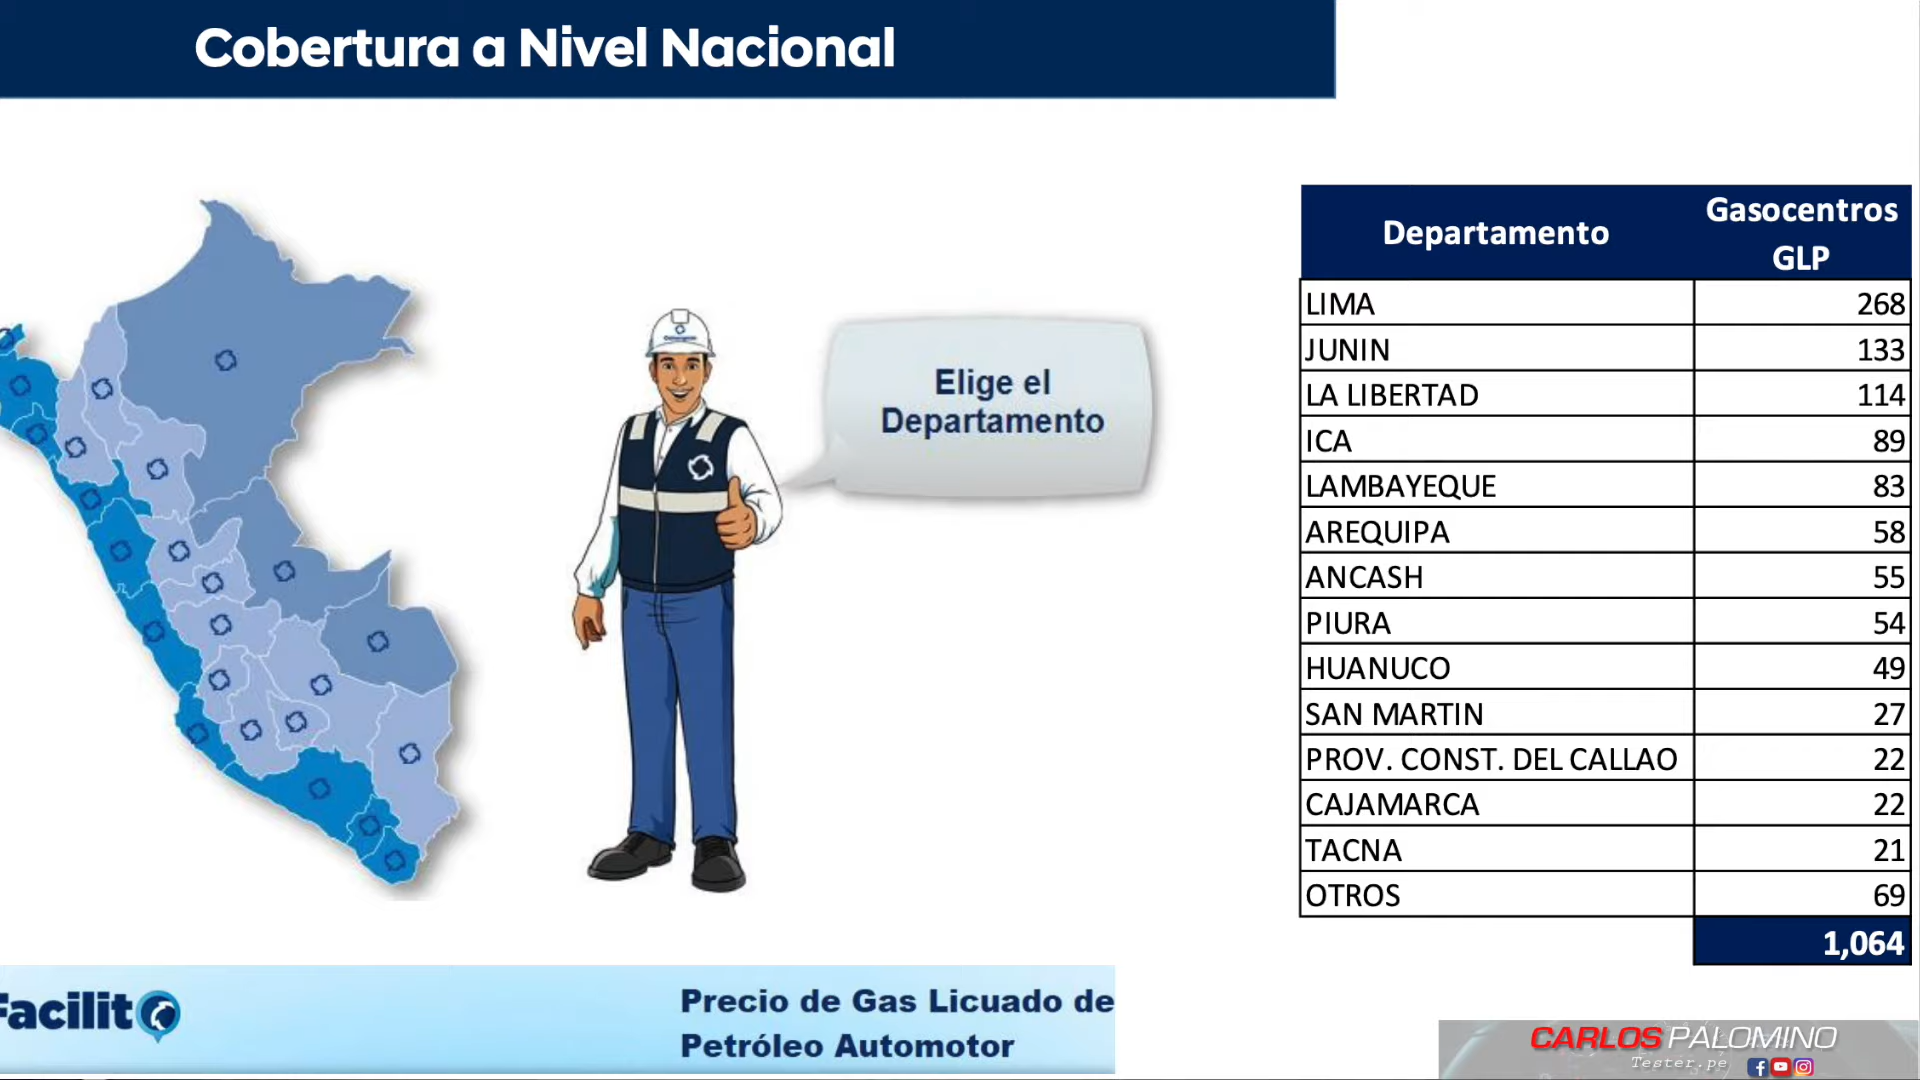 Cobertura a Nivel Nacional
Elige el
Departamento
Departamento
Gasocentros
GLP
LIMA 268
JUNIN 133
LA LIBERTAD 114
ICA 89
LAMBAYEQUE 83
AREQUIPA 58
ANCASH 55
PIURA 54
HUANUCO 49
SAN MARTIN 27
PROV. CONST. DEL CALLAO 22
CAJAMARCA 22
TACNA 21
OTROS 69
1,064
Facilito
Precio de Gas Licuado de
Petróleo Automotor
CARLOS PALOMINO
Tester.pe